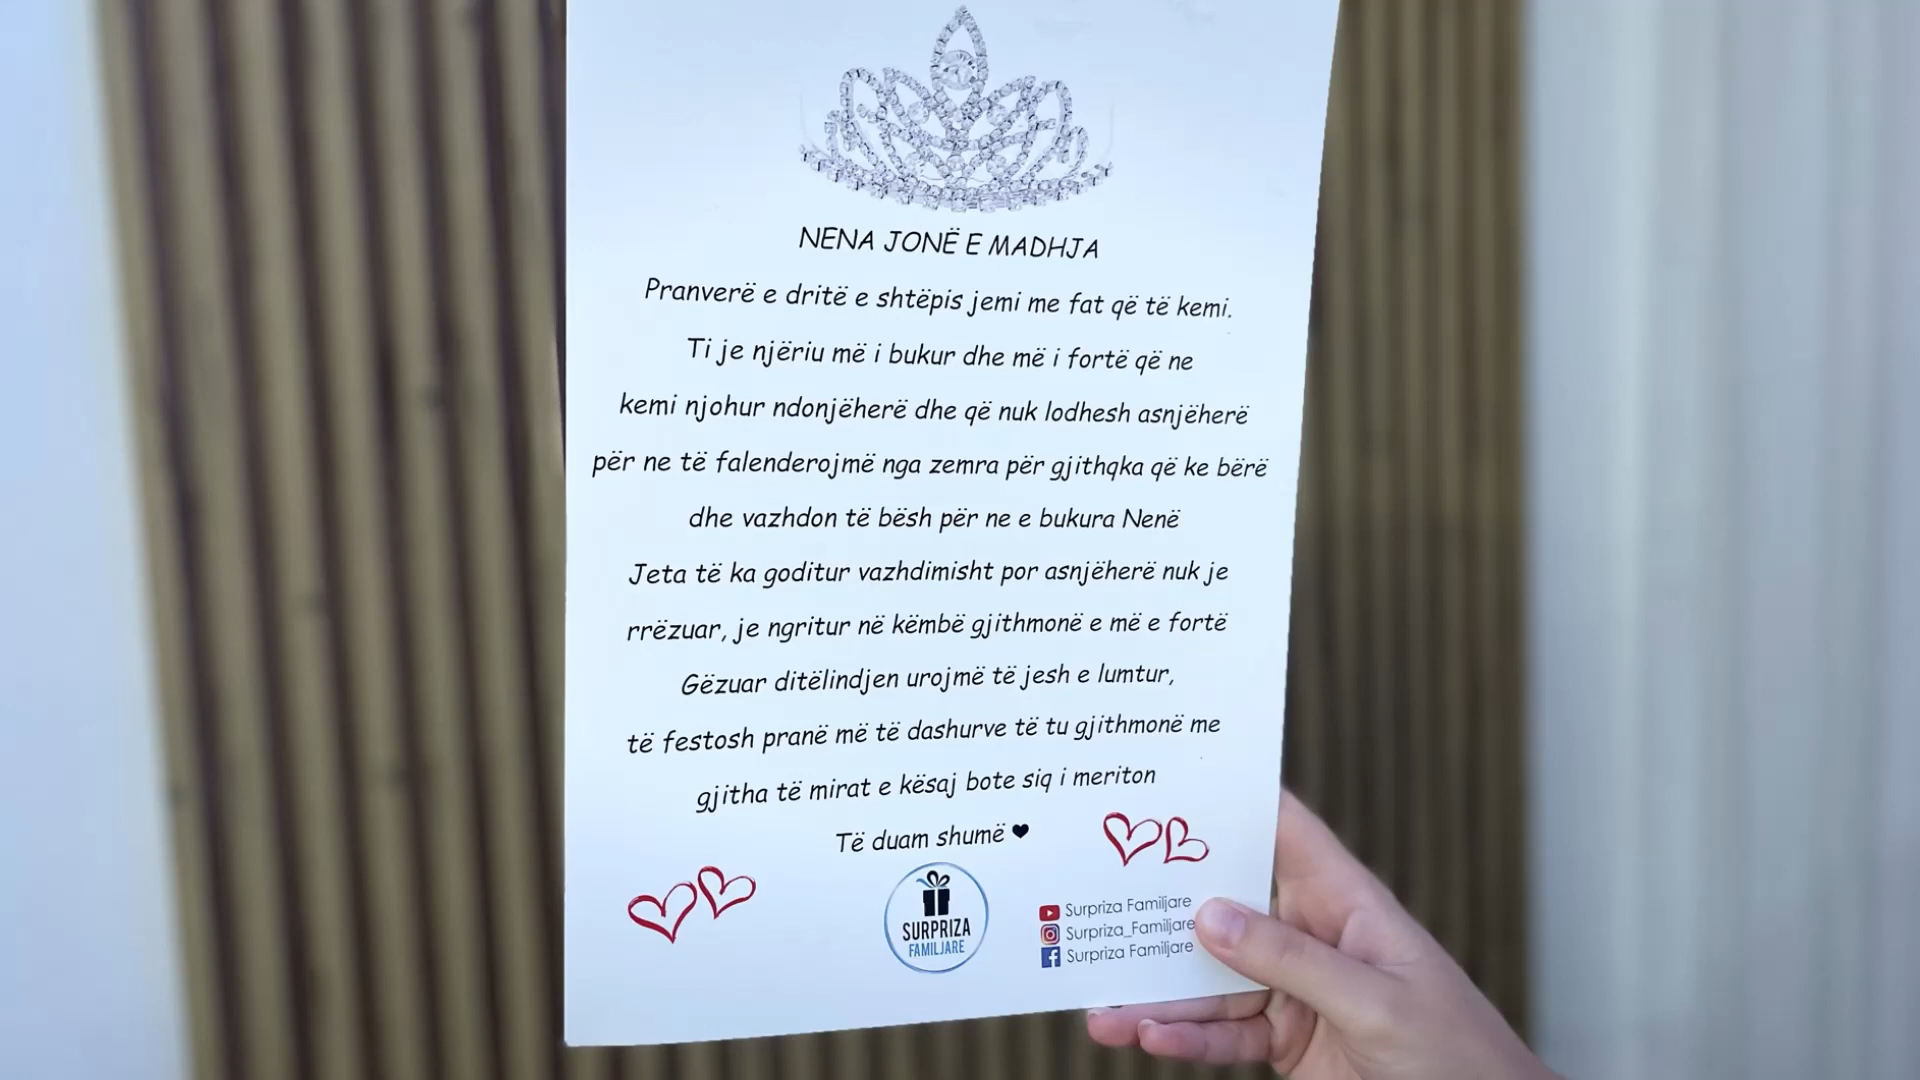 NENA JONË E MADHJA
Pranverë e dritë e shtëpis jemi me fat që të kemi.
Ti je njëriu më i bukur dhe më i fortë që ne
kemi njohur ndonjëherë dhe që nuk lodhesh asnjëherë
për ne të falenderojmë nga zemra për gjithqka që ke bërë
dhe vazhdon të bësh për ne e bukura Nenë
Jeta të ka goditur vazhdimisht por asnjëherë nuk je
rrëzuar, je ngritur në këmbë gjithmonë e më e fortë
Gëzuar ditëlindjen urojmë të jesh e lumtur,
të festosh pranë më të dashurve të tu gjithmonë me
gjitha të mirat e kësaj bote siq i meriton
Të duam shumë ♥
SURPRIZA
FAMILJARE
Surpriza Familjare
Surpriza_Familjare
Surpriza Familjare